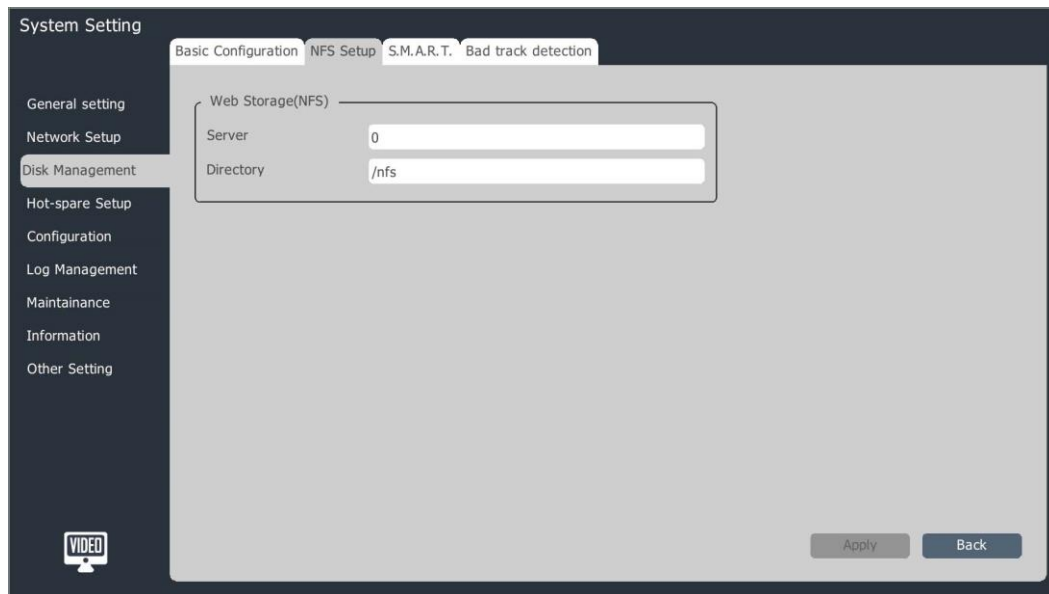 System Setting
Basic Configuration NFS Setup S.M.A.R.T. Bad track detection
General setting
Network Setup
Disk Management
Hot-spare Setup
Configuration
Log Management
Maintainance
Information
Other Setting
Web Storage(NFS)
Server 0
Directory /nfs
VIDEO
Apply Back